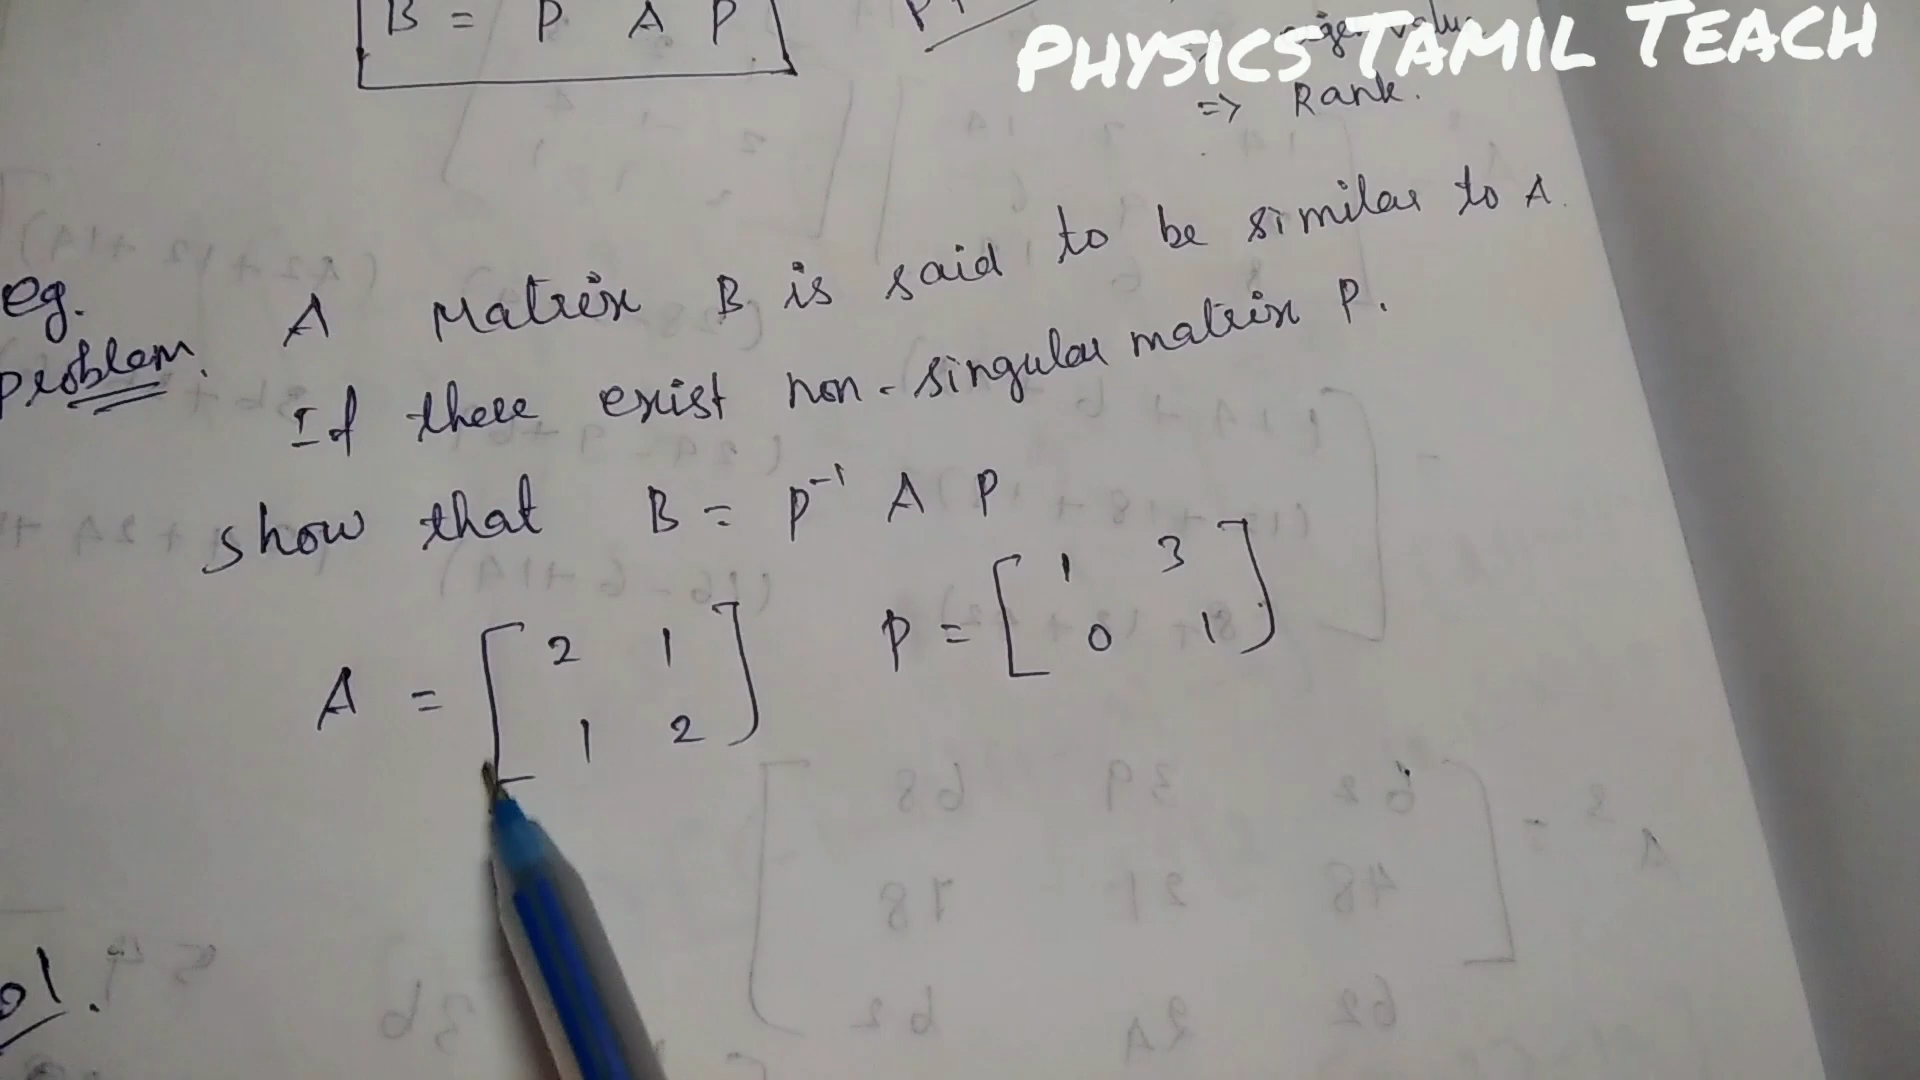 B = P A P
PHYSICS TAMIL TEACH
=> Rank.
eg.
problem.
A Matrix B is said to be similar to A.
If there exist non-singular matrix P.
show that B = P⁻¹ A P
A = [ 2 1
1 2 ]
P = [ 1 3
0 1 ]
ol.